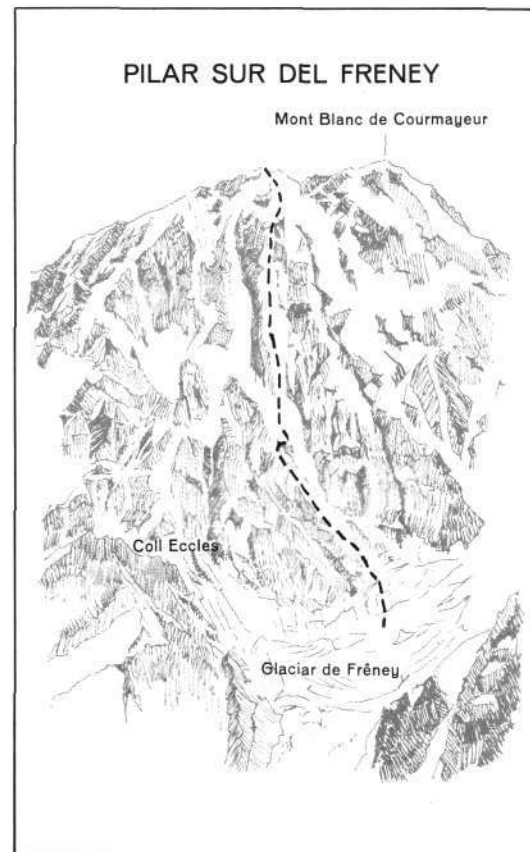 PILAR SUR DEL FRENEY
Mont Blanc de Courmayeur
Coll Eccles
Glaciar de Frêney